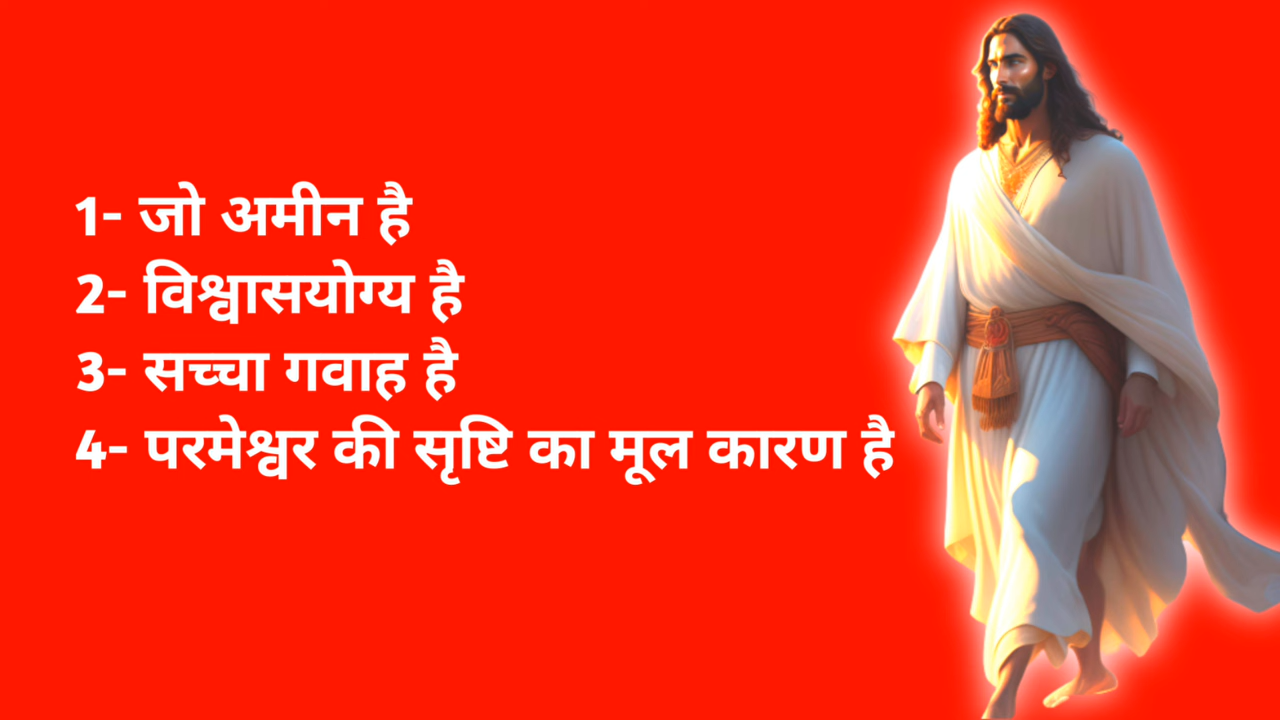 1- जो अमीन है
2- विश्वासयोग्य है
3- सच्चा गवाह है
4- परमेश्वर की सृष्टि का मूल कारण है